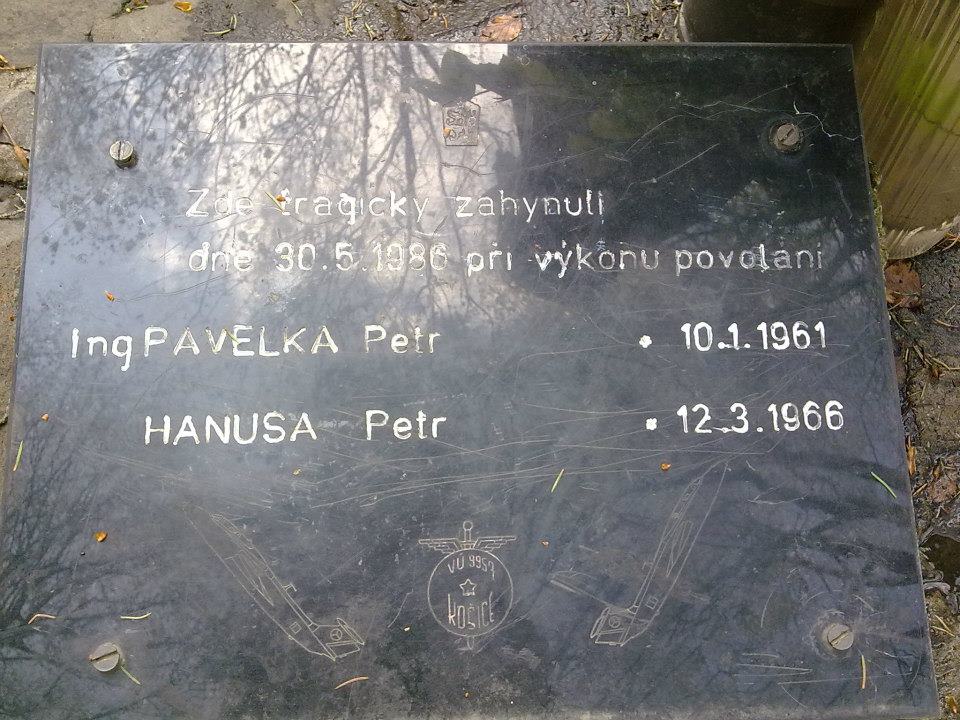 Zde tragicky zahynuli
dne 30.5.1986 při výkonu povolání
Ing PAVELKA Petr * 10.1.1961
HANUSA Petr * 12.3.1966
VÚ 9957
KOŠICE